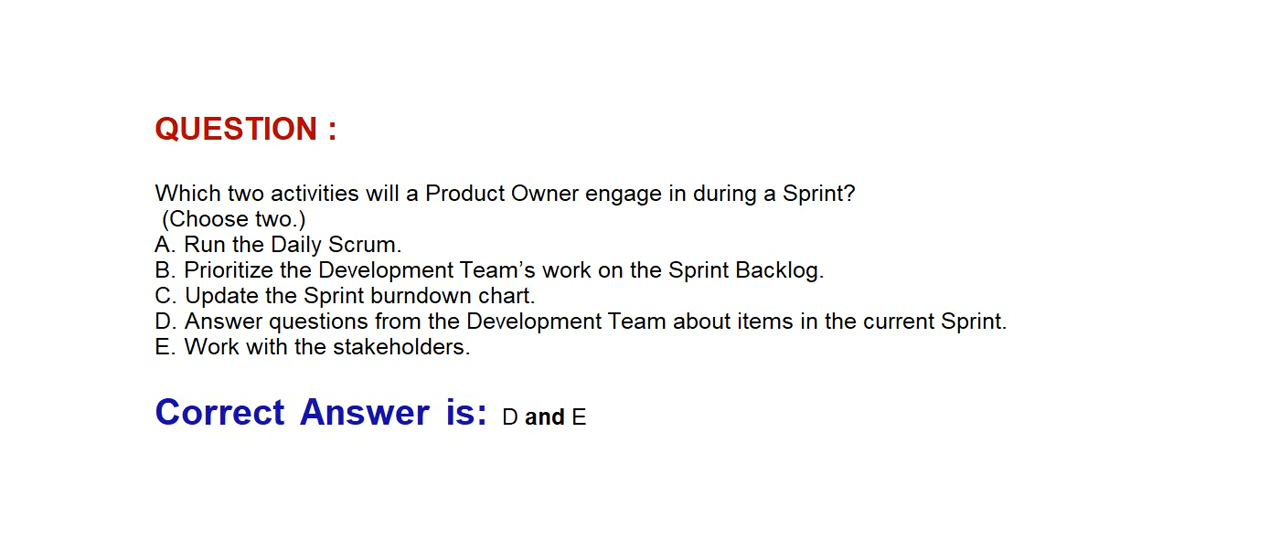 QUESTION :
Which two activities will a Product Owner engage in during a Sprint?
(Choose two.)
A. Run the Daily Scrum.
B. Prioritize the Development Team’s work on the Sprint Backlog.
C. Update the Sprint burndown chart.
D. Answer questions from the Development Team about items in the current Sprint.
E. Work with the stakeholders.
Correct Answer is: D and E